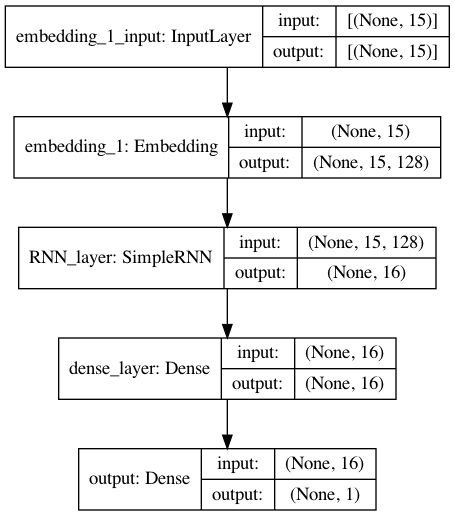 embedding_1_input: InputLayer
input: [(None, 15)]
output: [(None, 15)]
embedding_1: Embedding
input: (None, 15)
output: (None, 15, 128)
RNN_layer: SimpleRNN
input: (None, 15, 128)
output: (None, 16)
dense_layer: Dense
input: (None, 16)
output: (None, 16)
output: Dense
input: (None, 16)
output: (None, 1)